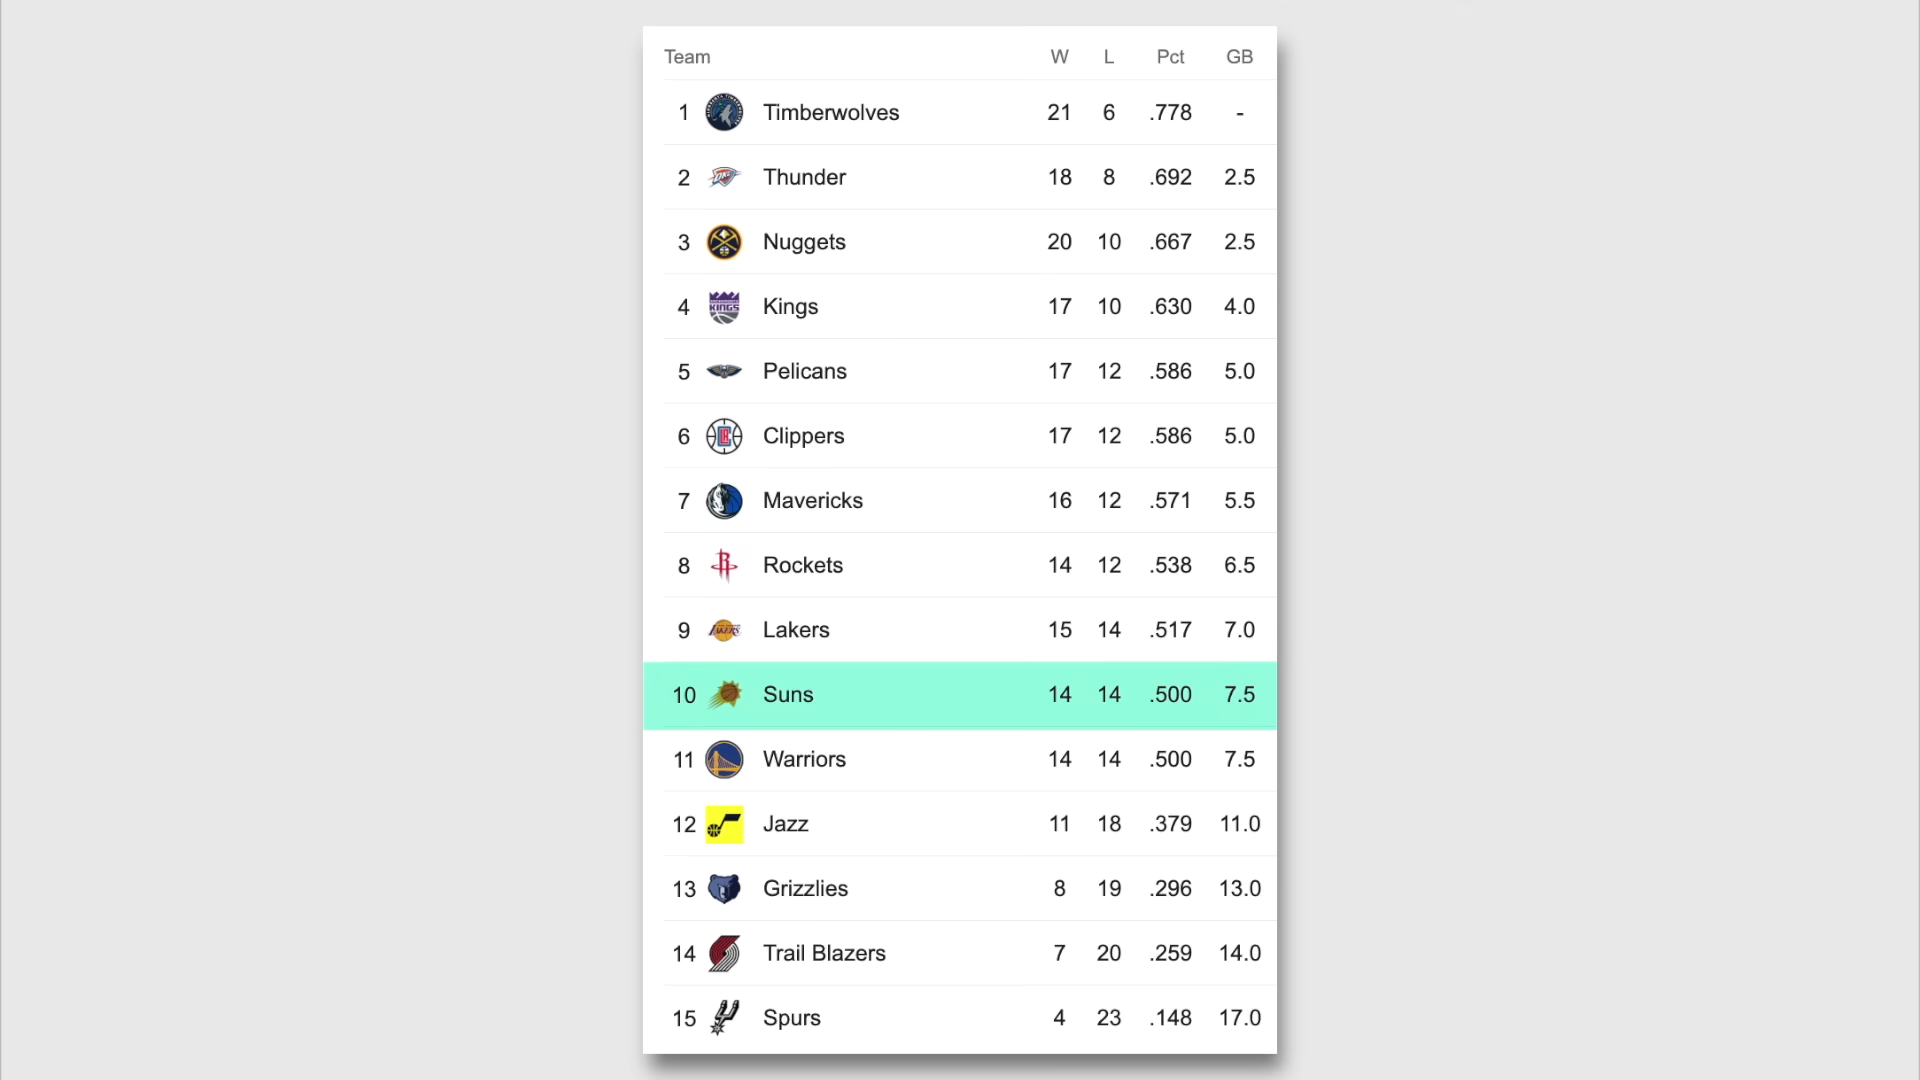 Team W L Pct GB
1 Timberwolves 21 6 .778 -
2 Thunder 18 8 .692 2.5
3 Nuggets 20 10 .667 2.5
4 KINGS Kings 17 10 .630 4.0
5 Pelicans 17 12 .586 5.0
6 Clippers 17 12 .586 5.0
7 Mavericks 16 12 .571 5.5
8 Rockets 14 12 .538 6.5
9 LAKERS Lakers 15 14 .517 7.0
10 Suns 14 14 .500 7.5
11 Warriors 14 14 .500 7.5
12 Jazz 11 18 .379 11.0
13 Grizzlies 8 19 .296 13.0
14 Trail Blazers 7 20 .259 14.0
15 Spurs 4 23 .148 17.0